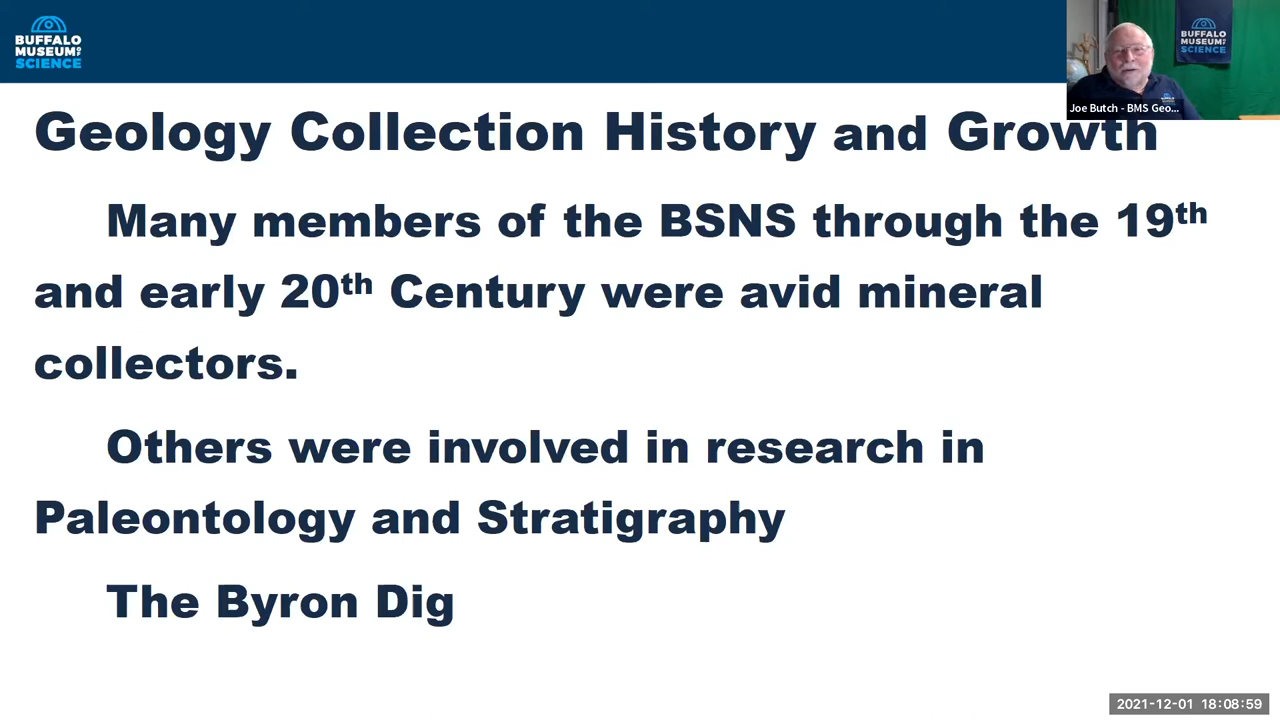 BUFFALO
MUSEUM OF
SCIENCE
BUFFALO
MUSEUM OF
SCIENCE
Joe Butch - BMS Geo...
Geology Collection History and Growth
Many members of the BSNS through the 19th
and early 20th Century were avid mineral
collectors.
Others were involved in research in
Paleontology and Stratigraphy
The Byron Dig
2021-12-01 18:08:59